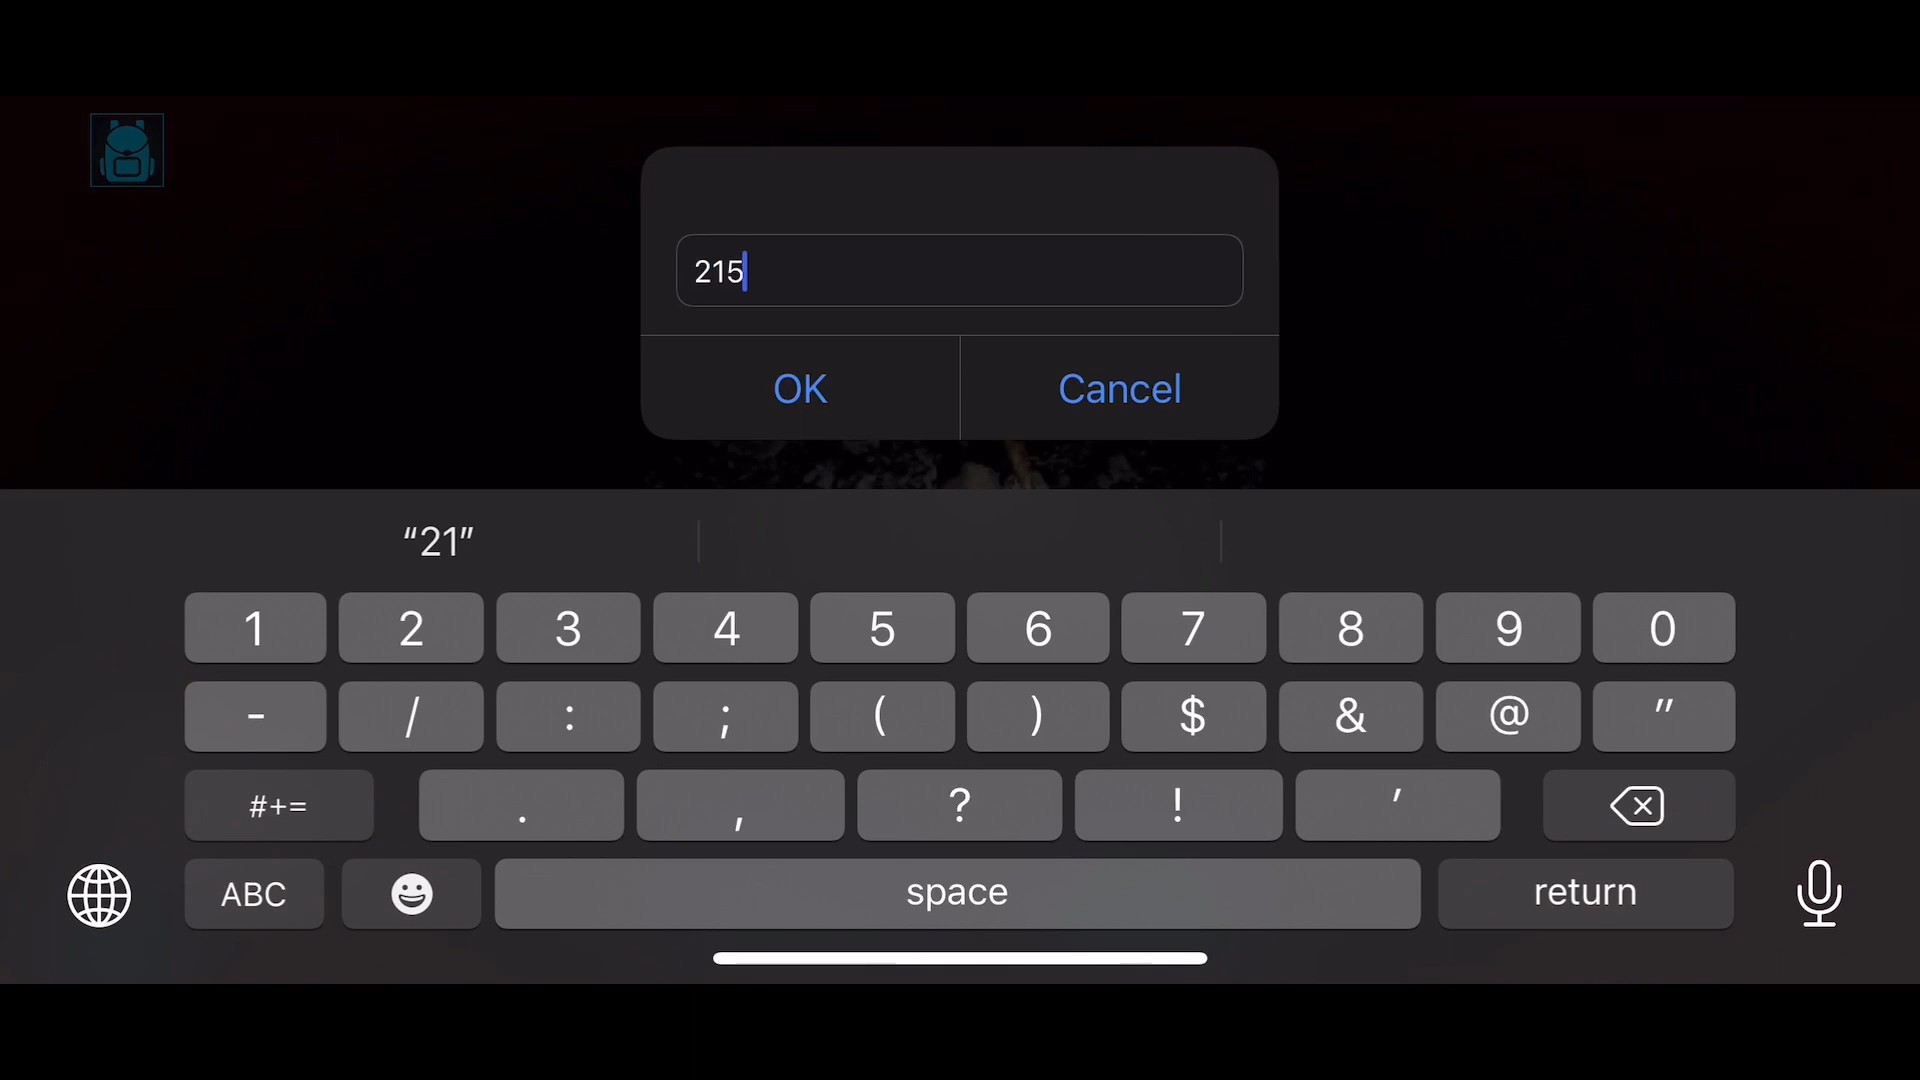 215
OK Cancel
“21”
1 2 3 4 5 6 7 8 9 0
- / : ; ( ) $ & @ "
#+= . , ? ! '
ABC space return